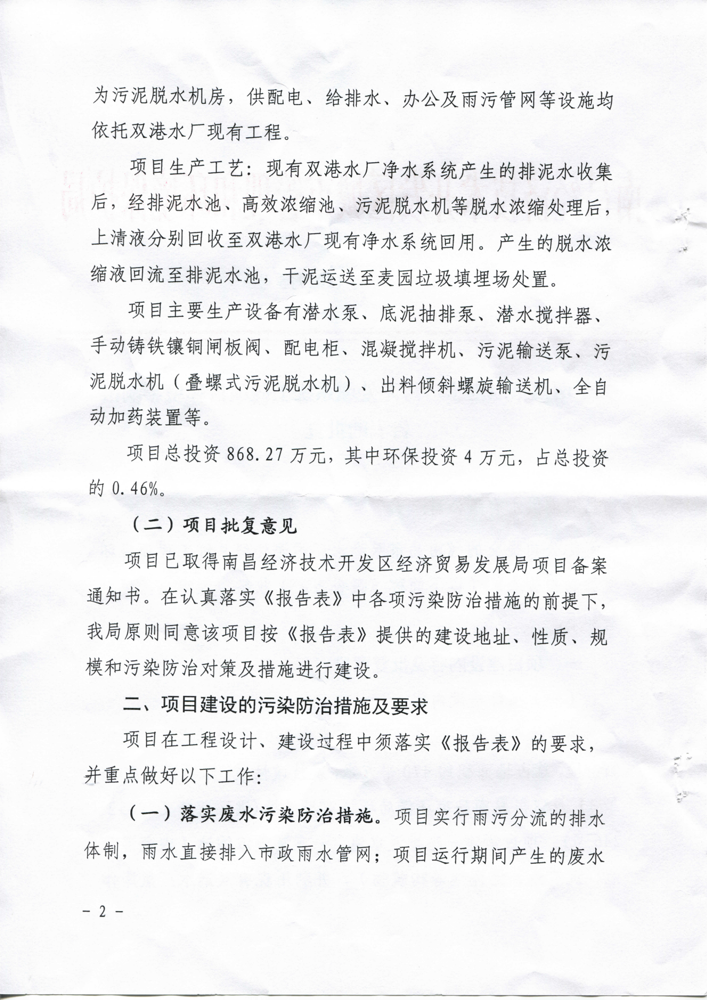 为污泥脱水机房，供配电、给排水、办公及雨污管网等设施均
依托双港水厂现有工程。
项目生产工艺：现有双港水厂净水系统产生的排泥水收集
后，经排泥水池、高效浓缩池、污泥脱水机等脱水浓缩处理后，
上清液分别回收至双港水厂现有净水系统回用。产生的脱水浓
缩液回流至排泥水池，干泥运送至麦园垃圾填埋场处置。
项目主要生产设备有潜水泵、底泥抽排泵、潜水搅拌器、
手动铸铁镶铜闸板阀、配电柜、混凝搅拌机、污泥输送泵、污
泥脱水机（叠螺式污泥脱水机）、出料倾斜螺旋输送机、全自
动加药装置等。
项目总投资 868.27 万元，其中环保投资 4 万元，占总投资
的 0.46%。
（二）项目批复意见
项目已取得南昌经济技术开发区经济贸易发展局项目备案
通知书。在认真落实《报告表》中各项污染防治措施的前提下，
我局原则同意该项目按《报告表》提供的建设地址、性质、规
模和污染防治对策及措施进行建设。
二、项目建设的污染防治措施及要求
项目在工程设计、建设过程中须落实《报告表》的要求，
并重点做好以下工作：
（一）落实废水污染防治措施。项目实行雨污分流的排水
体制，雨水直接排入市政雨水管网；项目运行期间产生的废水
- 2 -